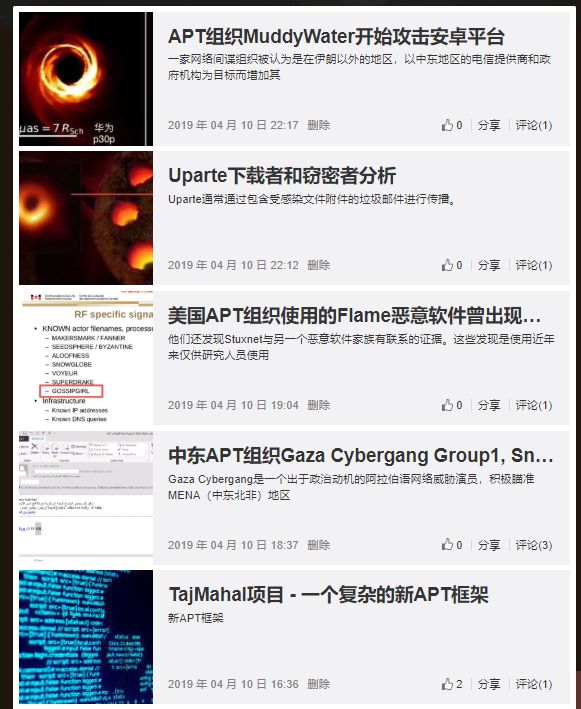 μas = 7 R Sch 华为
p30p
APT组织MuddyWater开始攻击安卓平台
一家网络间谍组织被认为是在伊朗以外的地区，以中东地区的电信提供商和政
府机构为目标而增加其
2019 年 04 月 10 日 22:17 删除
0 分享 评论(1)
Uparte下载者和窃密者分析
Uparte通常通过包含受感染文件附件的垃圾邮件进行传播。
2019 年 04 月 10 日 22:12 删除
0 分享 评论(1)
RF specific signa
• KNOWN actor filenames, processe
– MAKERSMARK / FANNER
– SEEDSPHERE / BYZANTINE
– ALOOFNESS
– SNOWGLOBE
– VOYEUR
– SUPERDRAKE
– GOSSIPGIRL
• Infrastructure
– Known IP addresses
– Known DNS queries
美国APT组织使用的Flame恶意软件曾出现...
他们还发现Stuxnet与另一个恶意软件家族有联系的证据。这些发现是使用近年
来仅供研究人员使用
2019 年 04 月 10 日 19:04 删除
0 分享 评论(1)
中东APT组织Gaza Cybergang Group1, Sn...
Gaza Cybergang是一个出于政治动机的阿拉伯语网络威胁演员，积极瞄准
MENA（中东北非）地区
2019 年 04 月 10 日 18:37 删除
0 分享 评论(3)
TajMahal项目 - 一个复杂的新APT框架
新APT框架
2019 年 04 月 10 日 16:36 删除
2 分享 评论(1)